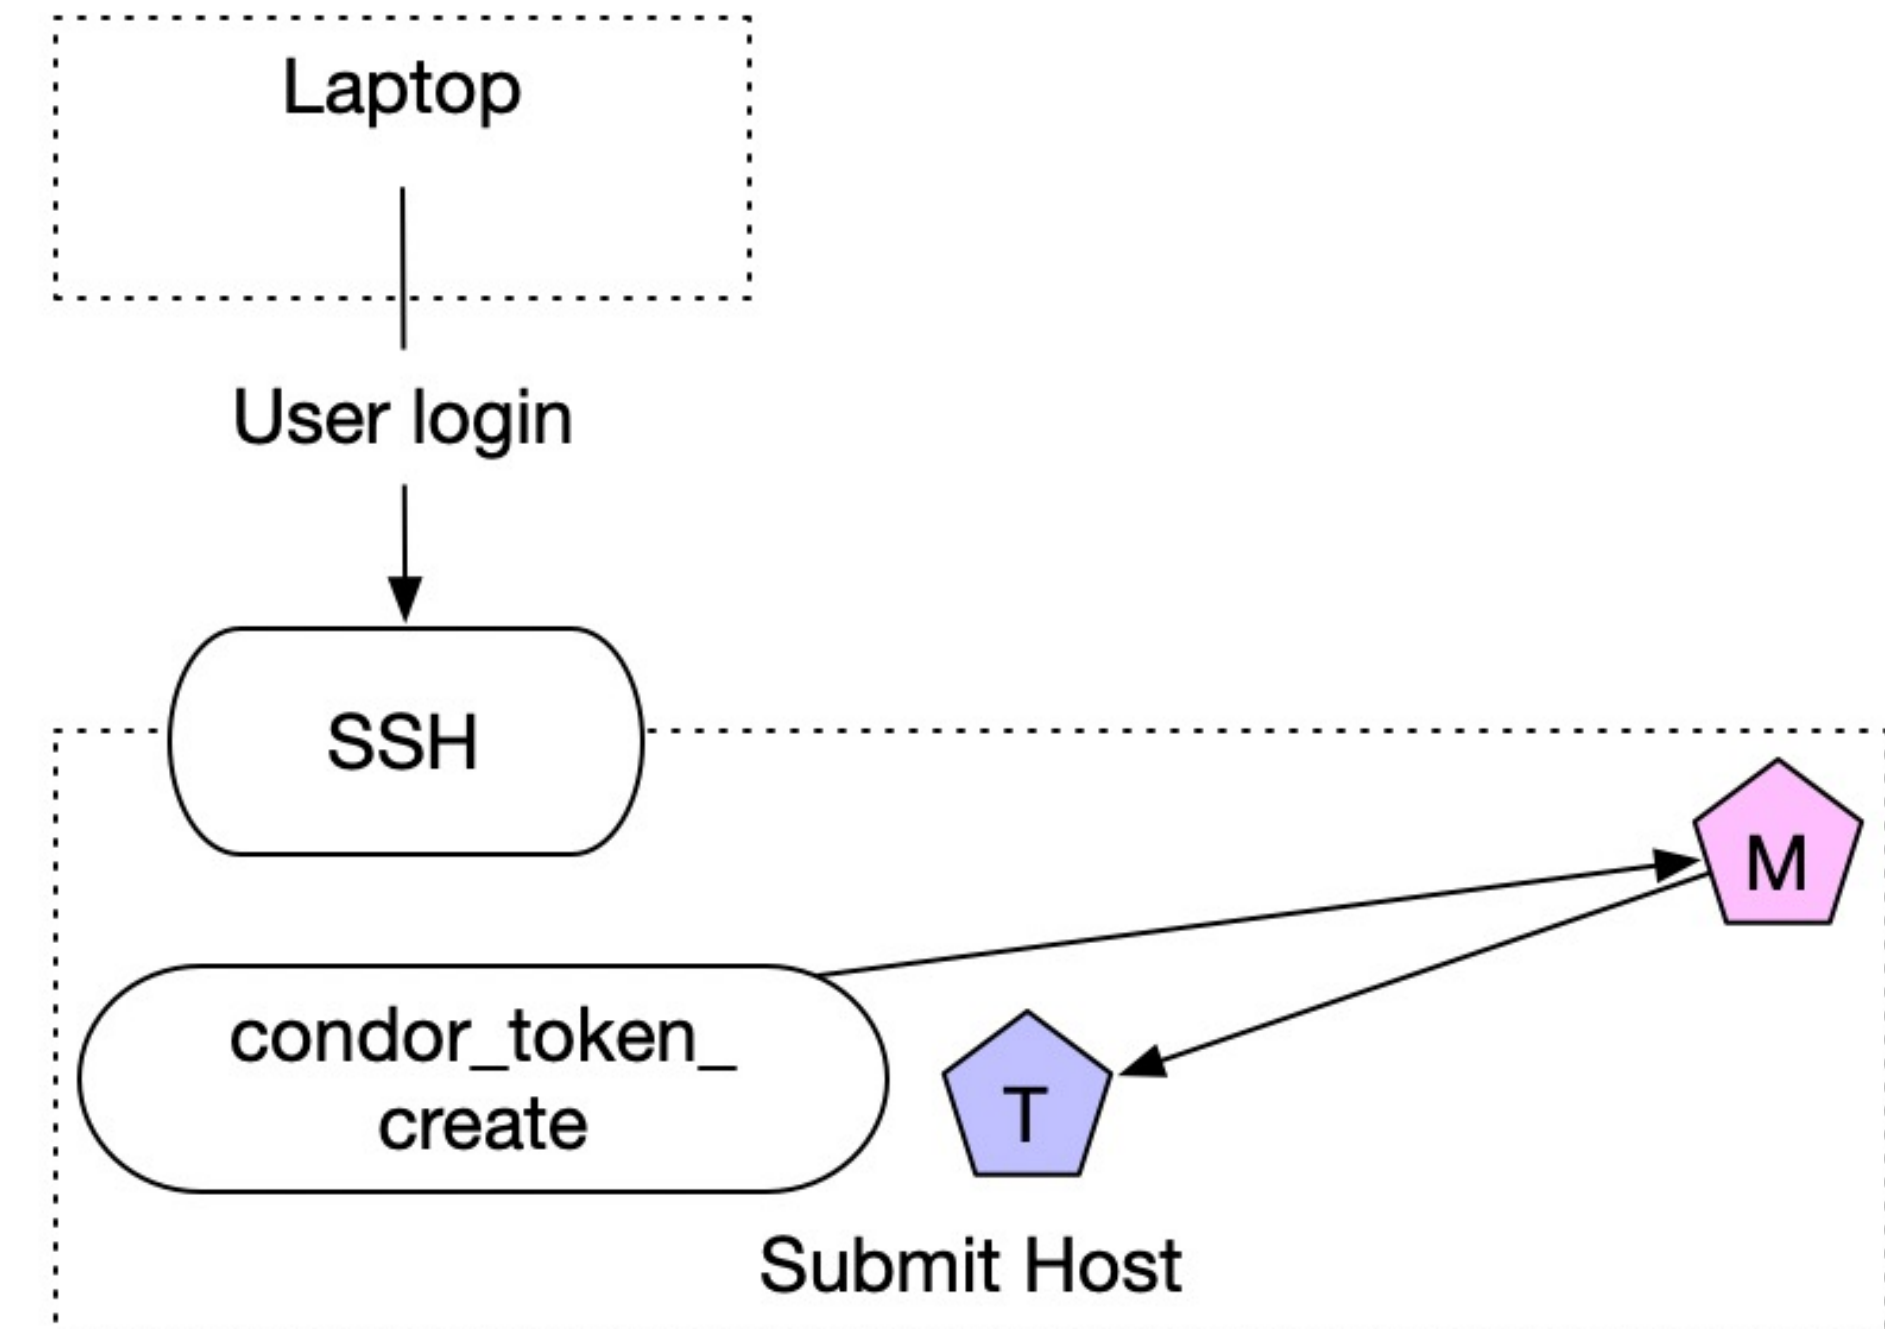 Laptop
User login
SSH
M
condor_token_
create
T
Submit Host